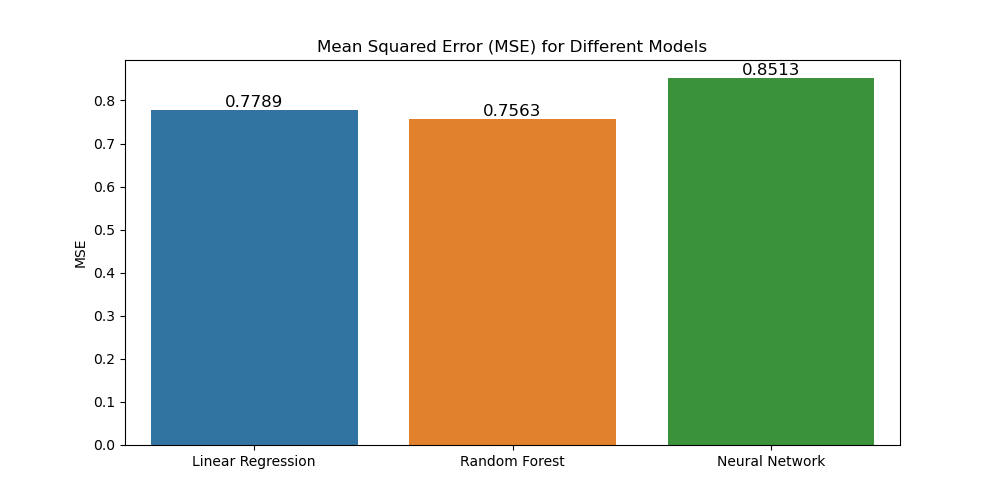 Mean Squared Error (MSE) for Different Models
0.8513
0.7789
0.7563
0.8
0.7
0.6
0.5
0.4
0.3
0.2
0.1
0.0
MSE
Linear Regression
Random Forest
Neural Network